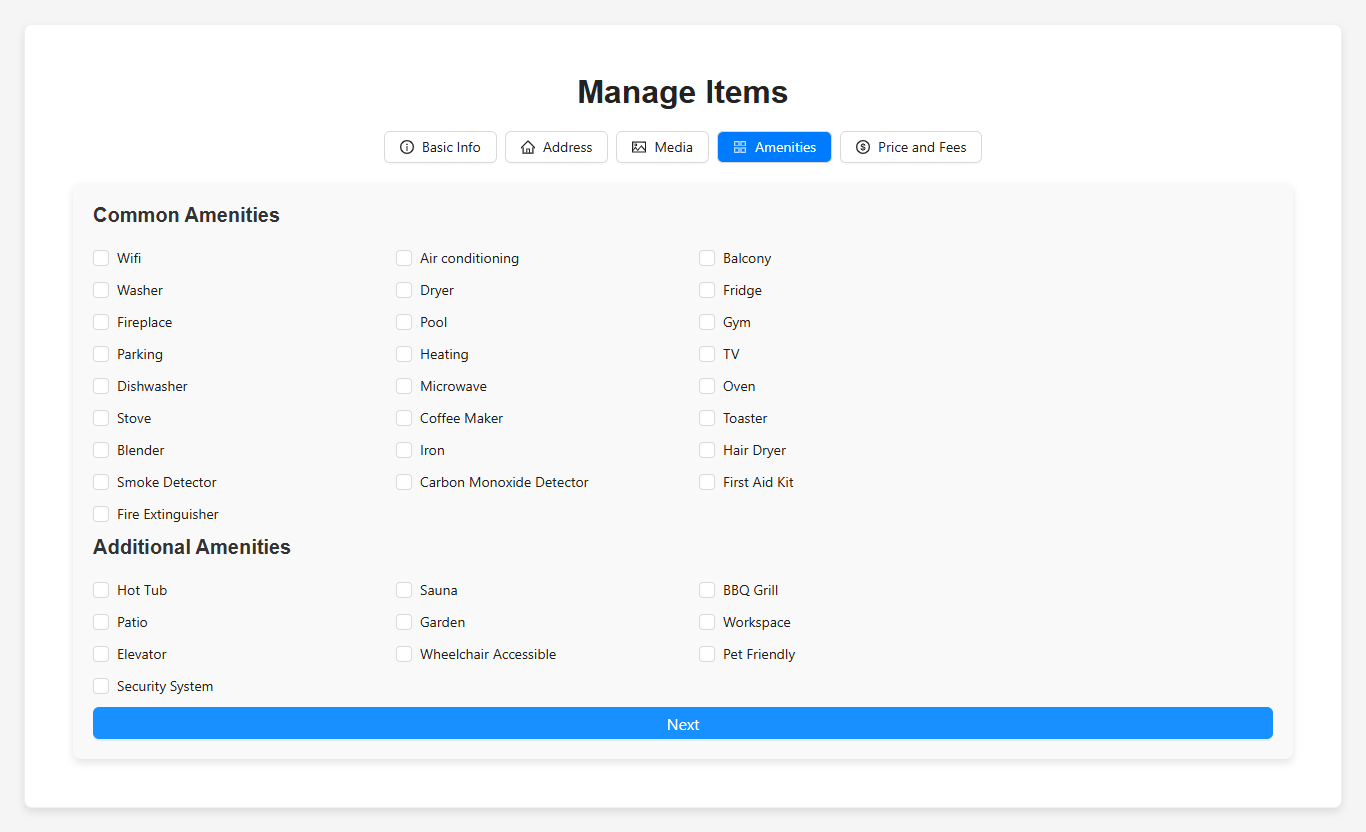 Manage Items
Basic Info Address Media Amenities Price and Fees
Common Amenities
Wifi Air conditioning Balcony
Washer Dryer Fridge
Fireplace Pool Gym
Parking Heating TV
Dishwasher Microwave Oven
Stove Coffee Maker Toaster
Blender Iron Hair Dryer
Smoke Detector Carbon Monoxide Detector First Aid Kit
Fire Extinguisher
Additional Amenities
Hot Tub Sauna BBQ Grill
Patio Garden Workspace
Elevator Wheelchair Accessible Pet Friendly
Security System
Next